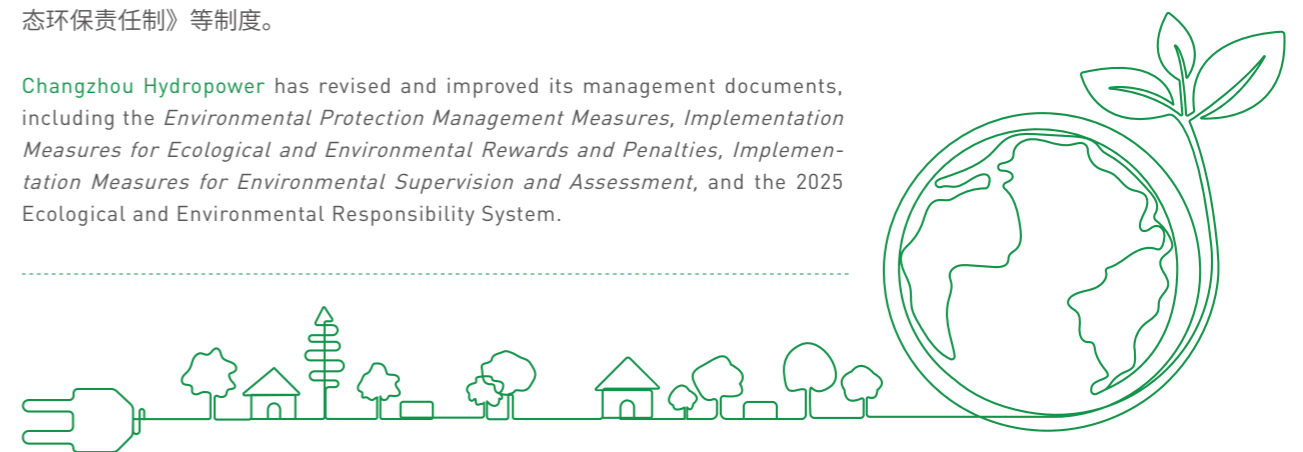 态环保责任制》等制度。
Changzhou Hydropower has revised and improved its management documents,
including the Environmental Protection Management Measures, Implementation
Measures for Ecological and Environmental Rewards and Penalties, Implemen-
tation Measures for Environmental Supervision and Assessment, and the 2025
Ecological and Environmental Responsibility System.